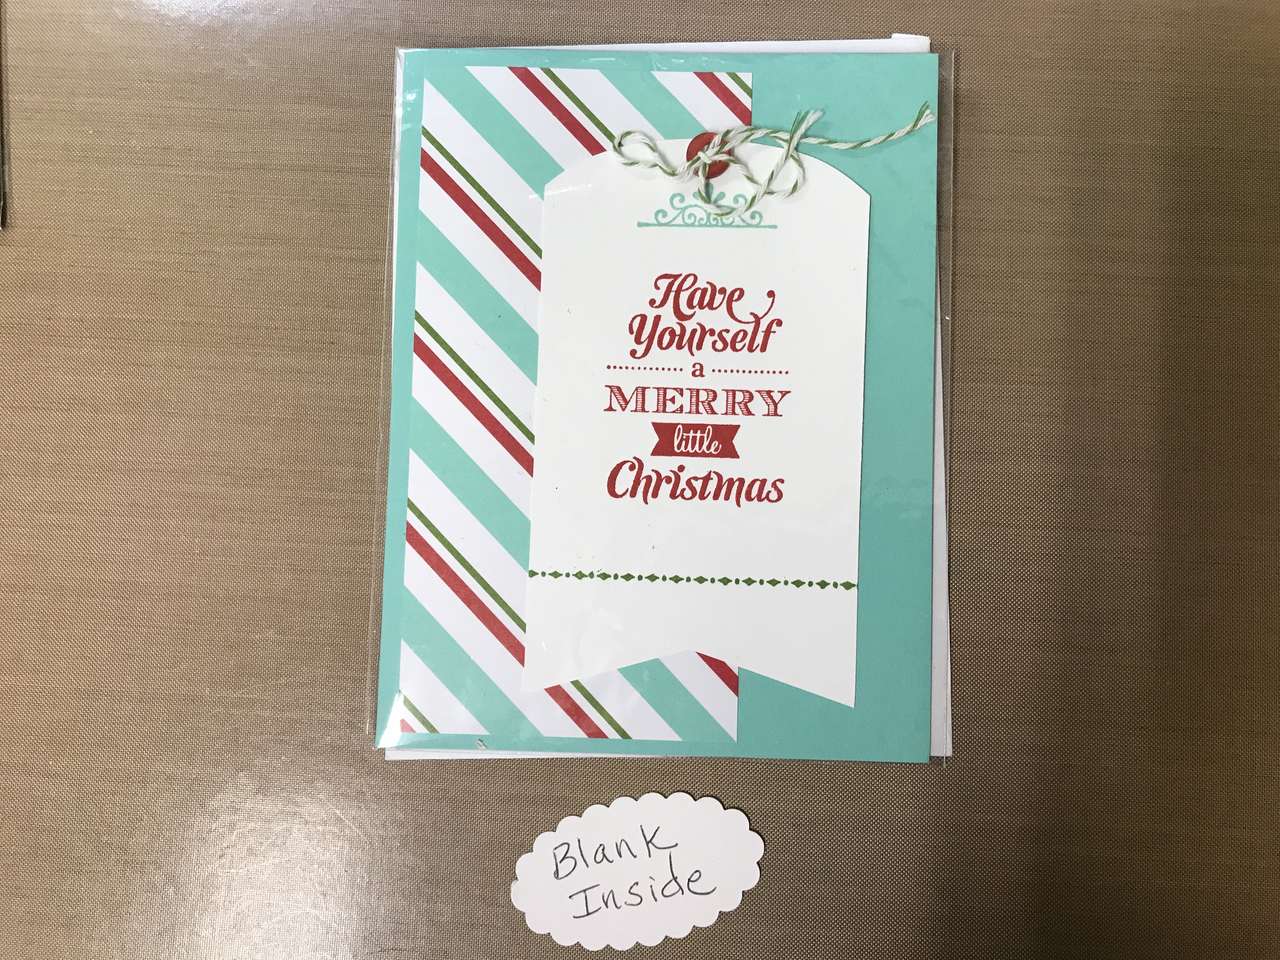 Have
Yourself
a
MERRY
little
Christmas
Blank
Inside